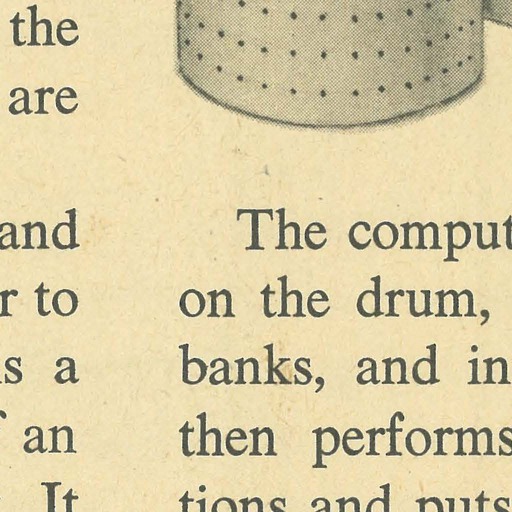 the
are
and
r to
s a
an
It
The comput
on the drum,
banks, and in
then performs
tions and puts